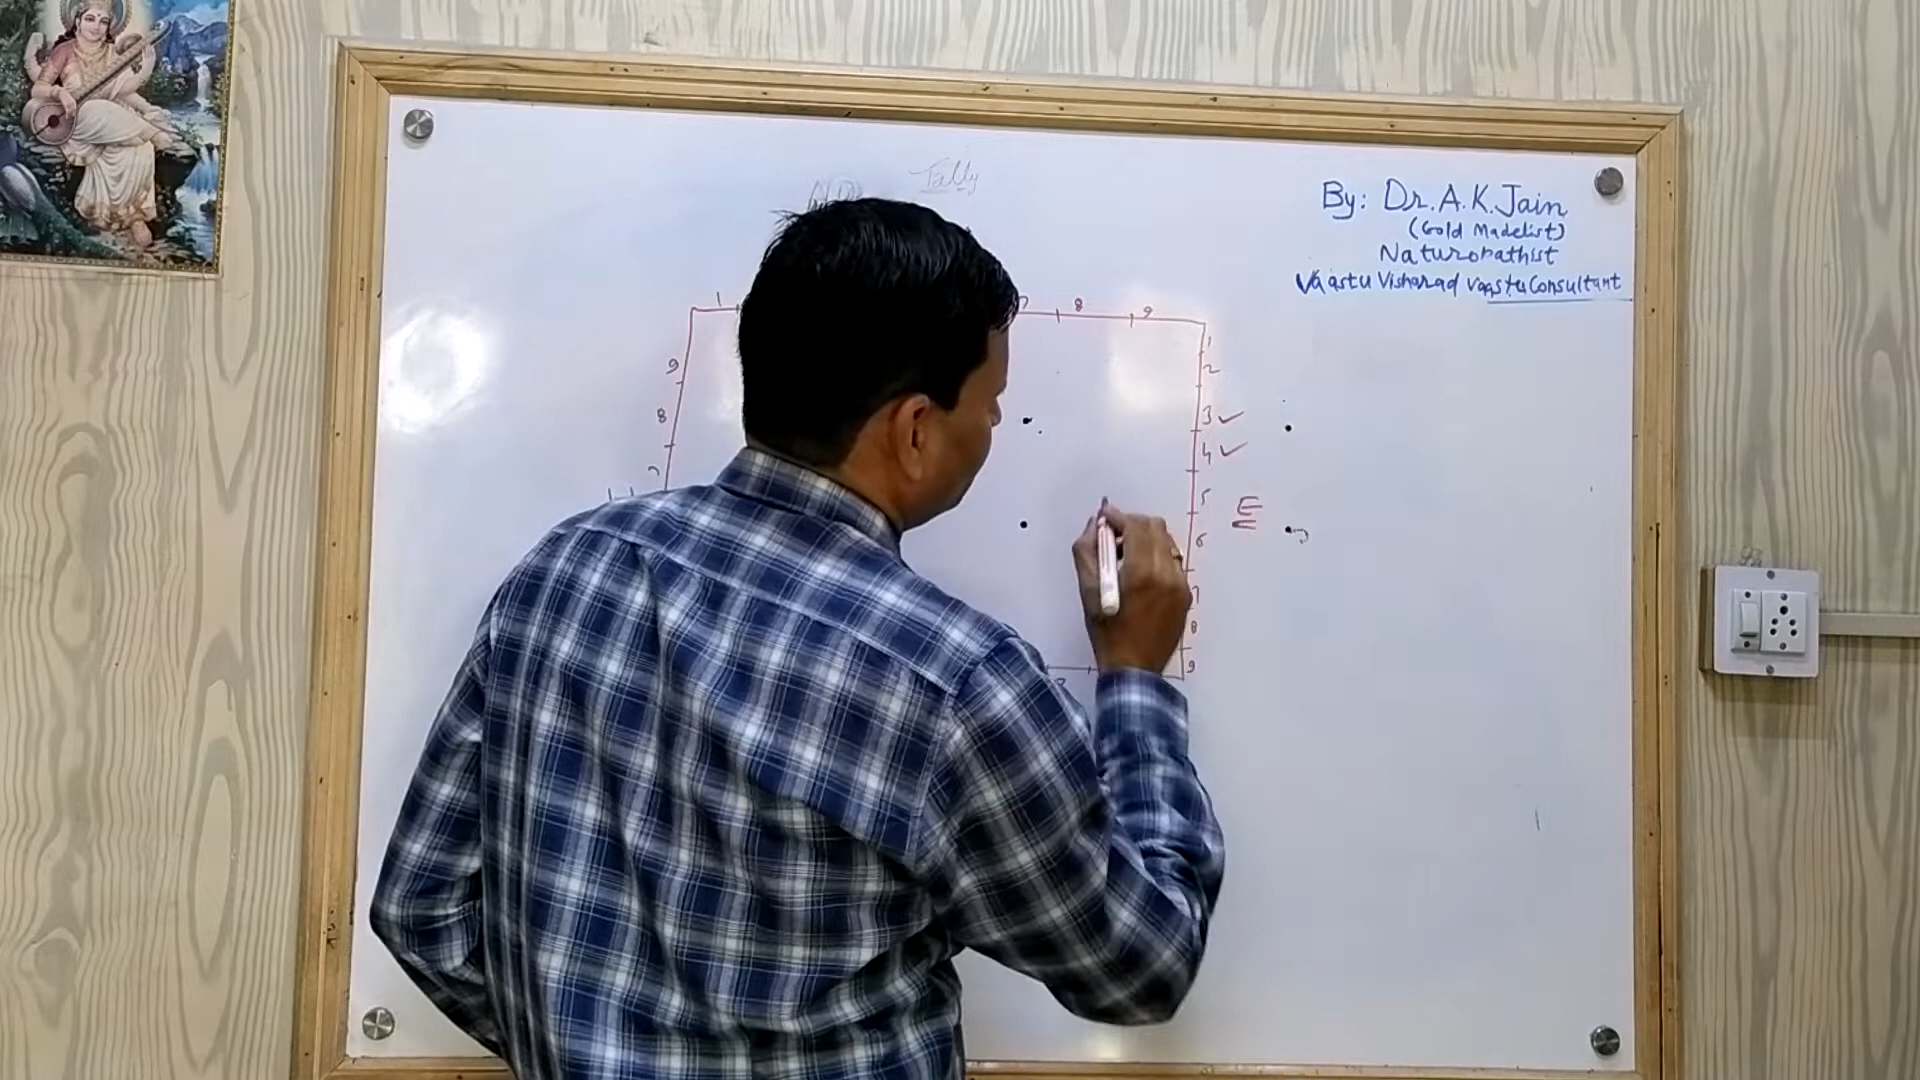 Tally
By: Dr. A. K. Jain
(Gold Madelist)
Naturopathist
Vaastu Visharad Vaastu Consultant
1 7 8 9
1
2
3 ✓
4 ✓
5
6
7
8
9
E
9
8
7